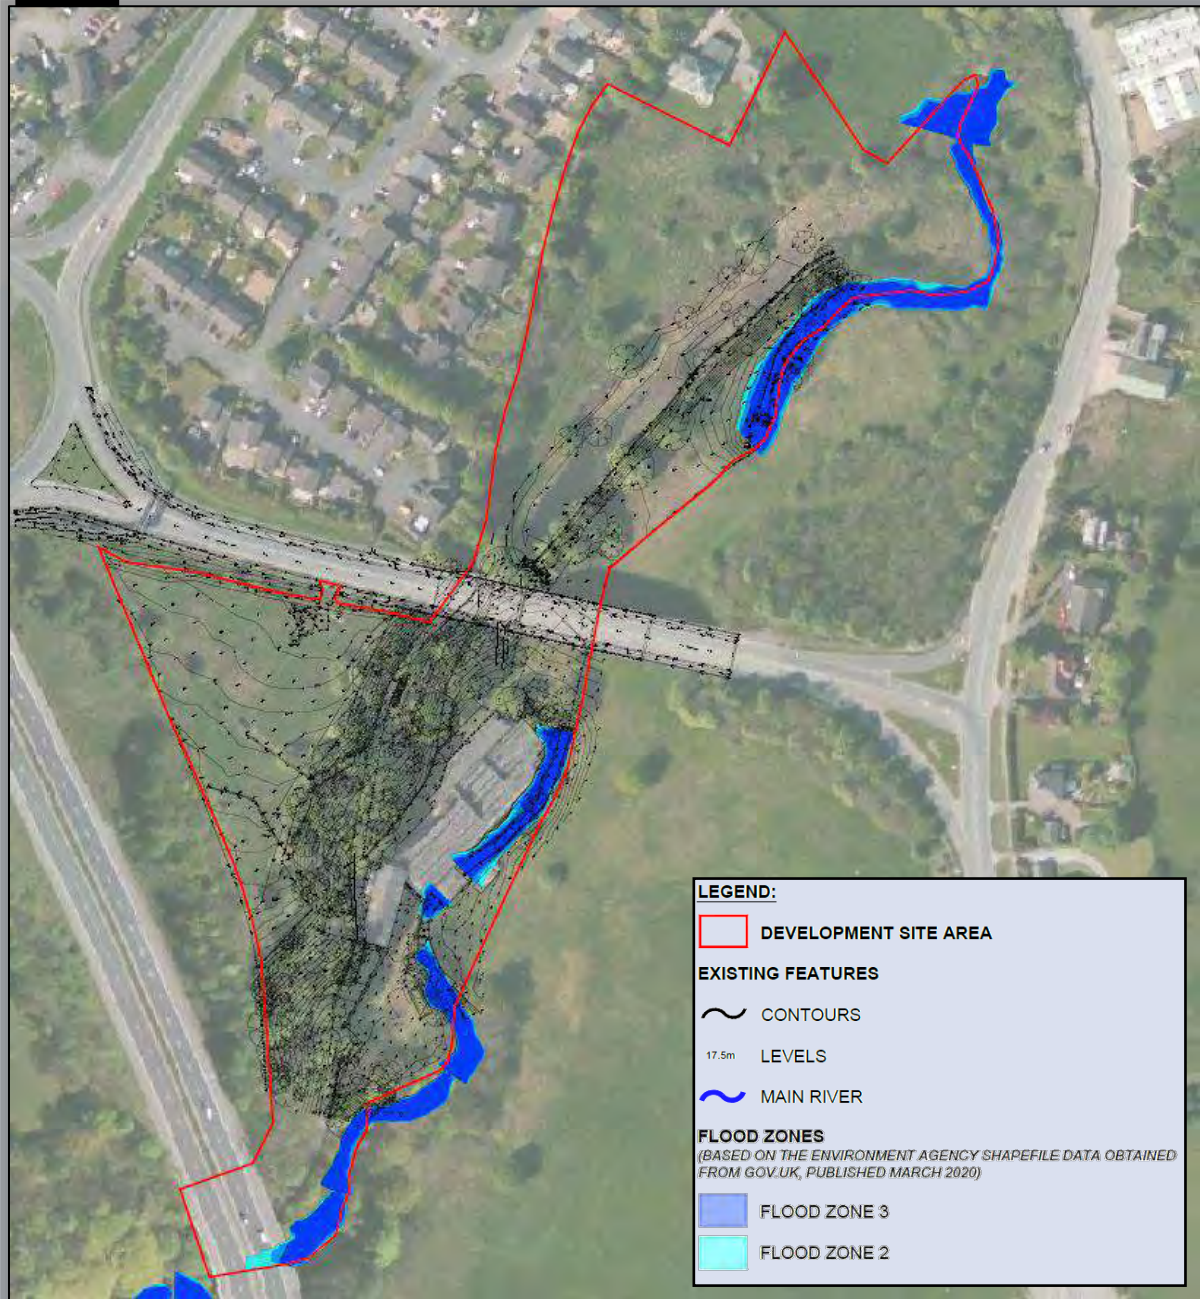 LEGEND:
DEVELOPMENT SITE AREA
EXISTING FEATURES
CONTOURS
17.5m LEVELS
MAIN RIVER
FLOOD ZONES
(BASED ON THE ENVIRONMENT AGENCY SHAPEFILE DATA OBTAINED
FROM GOV.UK, PUBLISHED MARCH 2020)
FLOOD ZONE 3
FLOOD ZONE 2